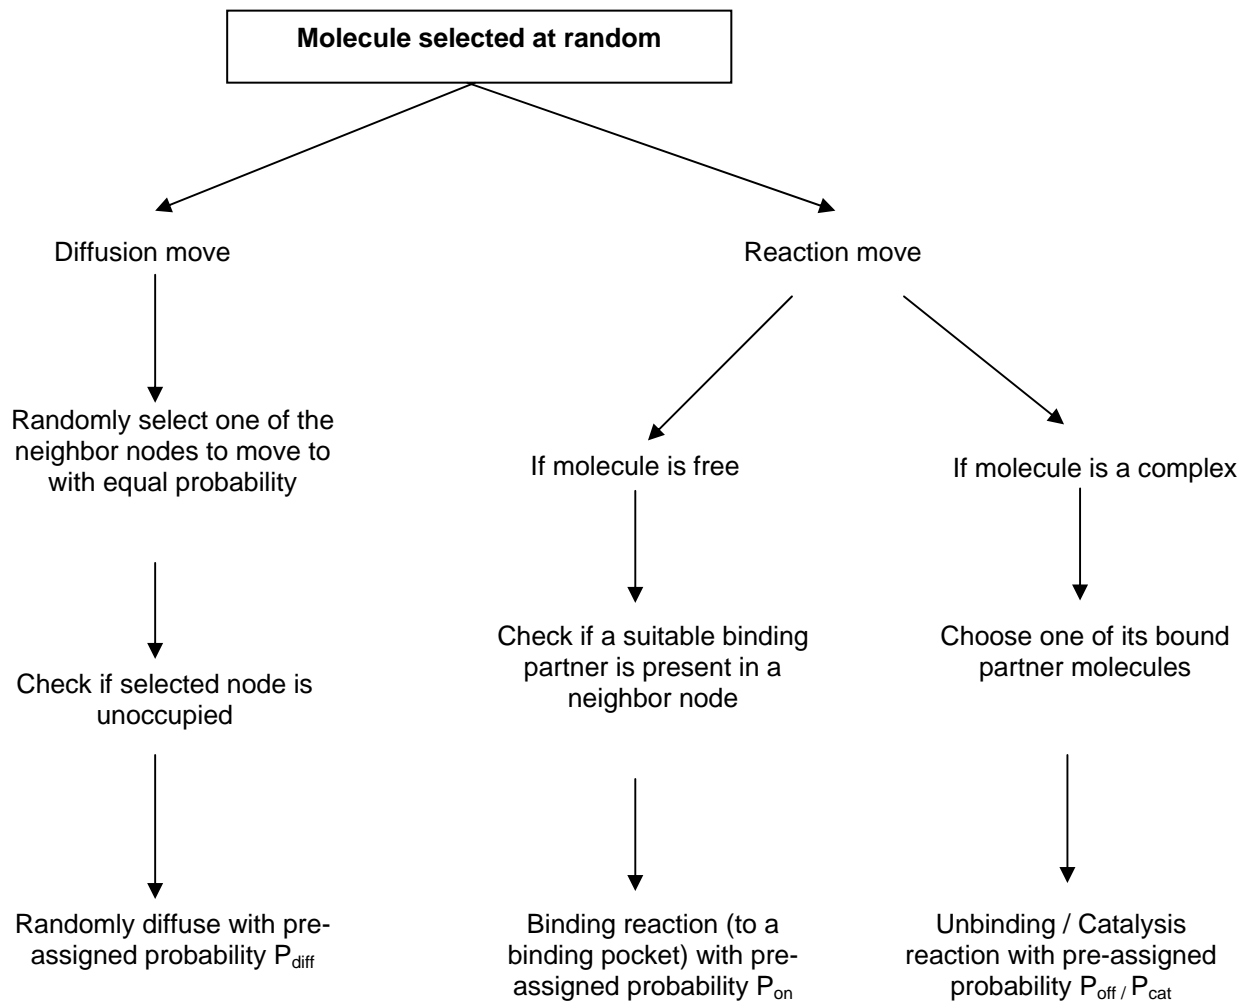 Molecule selected at random
Diffusion move
Reaction move
Randomly select one of the
neighbor nodes to move to
with equal probability
If molecule is free
If molecule is a complex
Check if selected node is
unoccupied
Check if a suitable binding
partner is present in a
neighbor node
Choose one of its bound
partner molecules
Randomly diffuse with pre-
assigned probability Pdiff
Binding reaction (to a
binding pocket) with pre-
assigned probability Pon
Unbinding / Catalysis
reaction with pre-assigned
probability Poff / Pcat